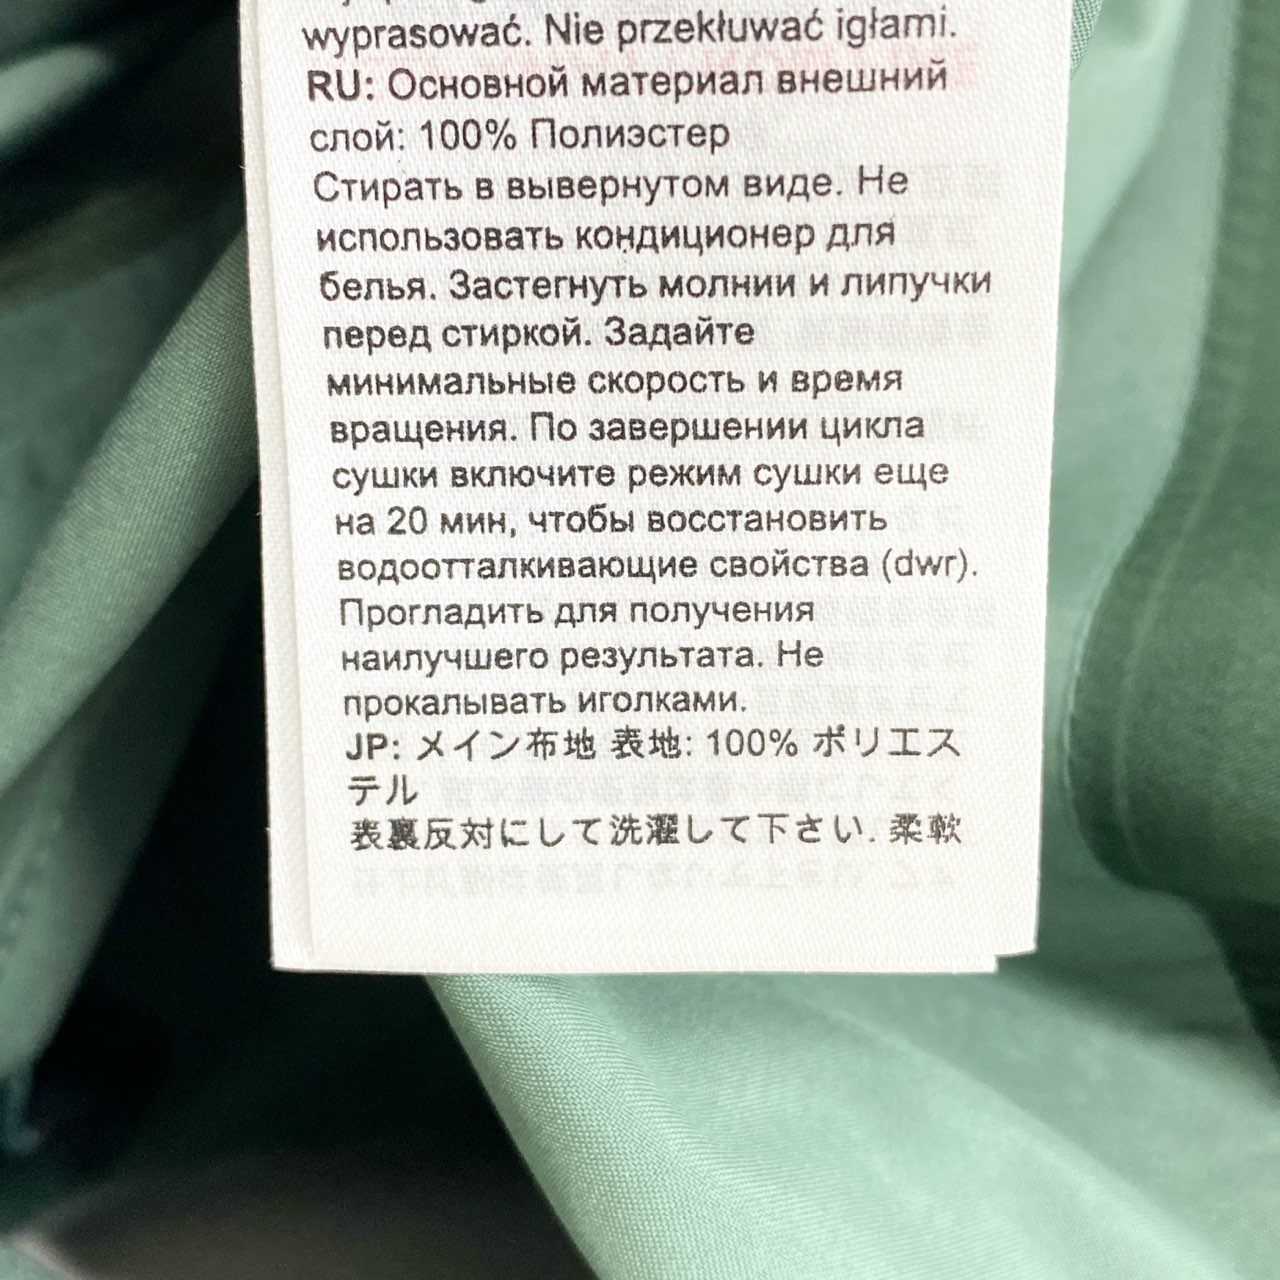 wyprasować. Nie przekłuwać igłami.
RU: Основной материал внешний
слой: 100% Полиэстер
Стирать в вывернутом виде. Не
использовать кондиционер для
белья. Застегнуть молнии и липучки
перед стиркой. Задайте
минимальные скорость и время
вращения. По завершении цикла
сушки включите режим сушки еще
на 20 мин, чтобы восстановить
водоотталкивающие свойства (dwr).
Прогладить для получения
наилучшего результата. Не
прокалывать иголками.
JP: メイン布地 表地: 100% ポリエス
テル
表裏反対にして洗濯して下さい. 柔軟